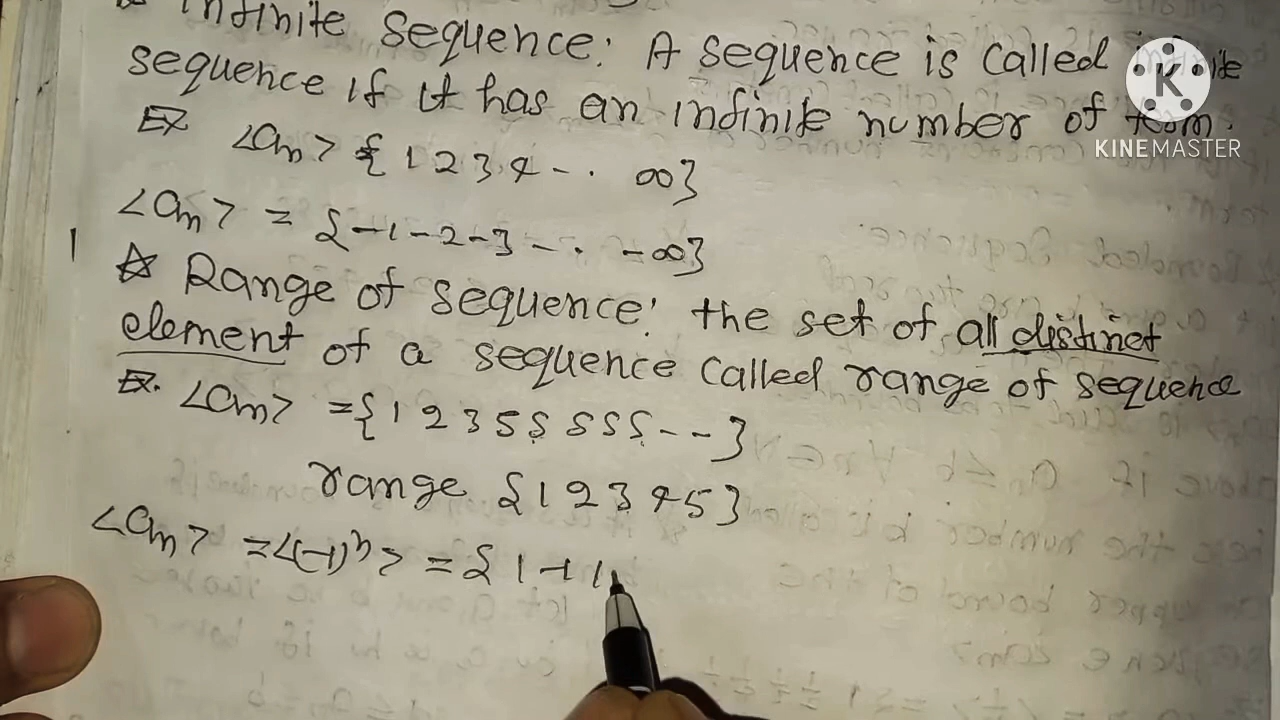 Infinite sequence: A sequence is called
sequence if it has an infinite number of term.
Ex <an> {1 2 3 4 -- . ∞}
<an> = {-1 -2 -3 -- . -∞}
☆ Range of sequence: the set of all distinct
element of a sequence called range of sequence
Ex. <an> = {1 2 3 5 5 5 5 5 -- -}
range {1 2 3 4 5}
<an> = <(-1)^n> = {1 -1 1
K
KINEMASTER